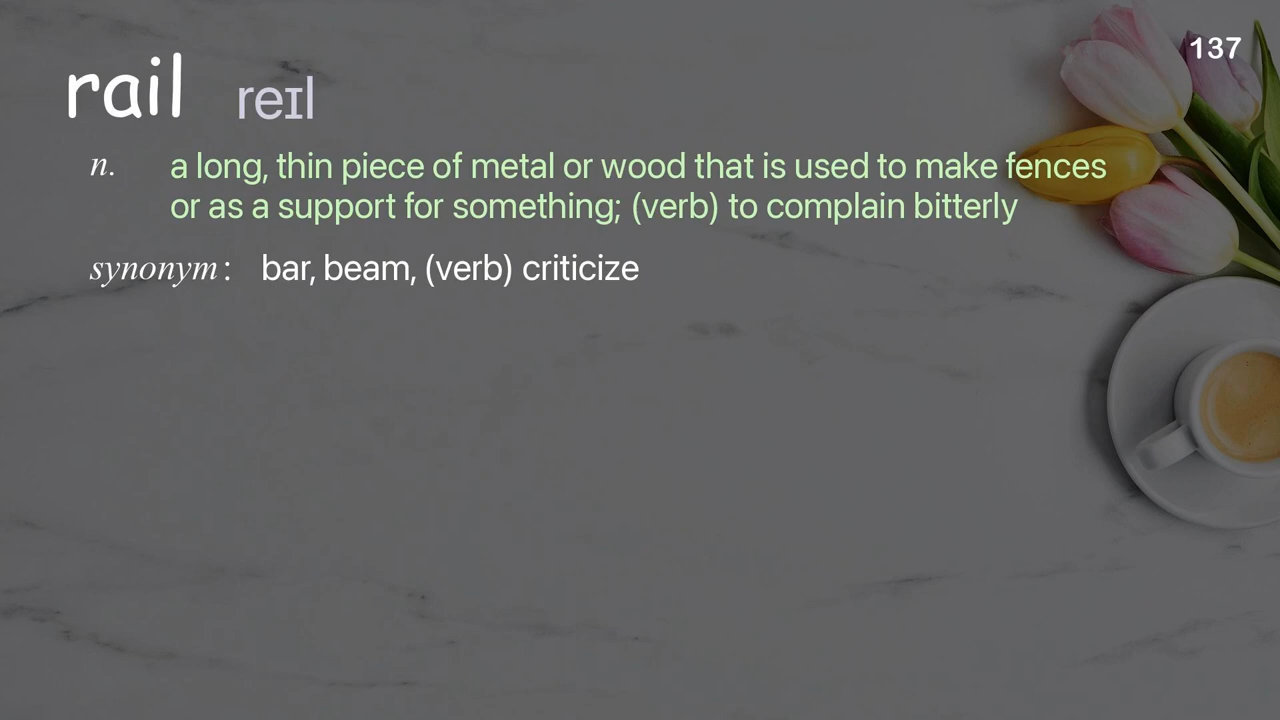 137
rail reɪl
n. a long, thin piece of metal or wood that is used to make fences
or as a support for something; (verb) to complain bitterly
synonym: bar, beam, (verb) criticize